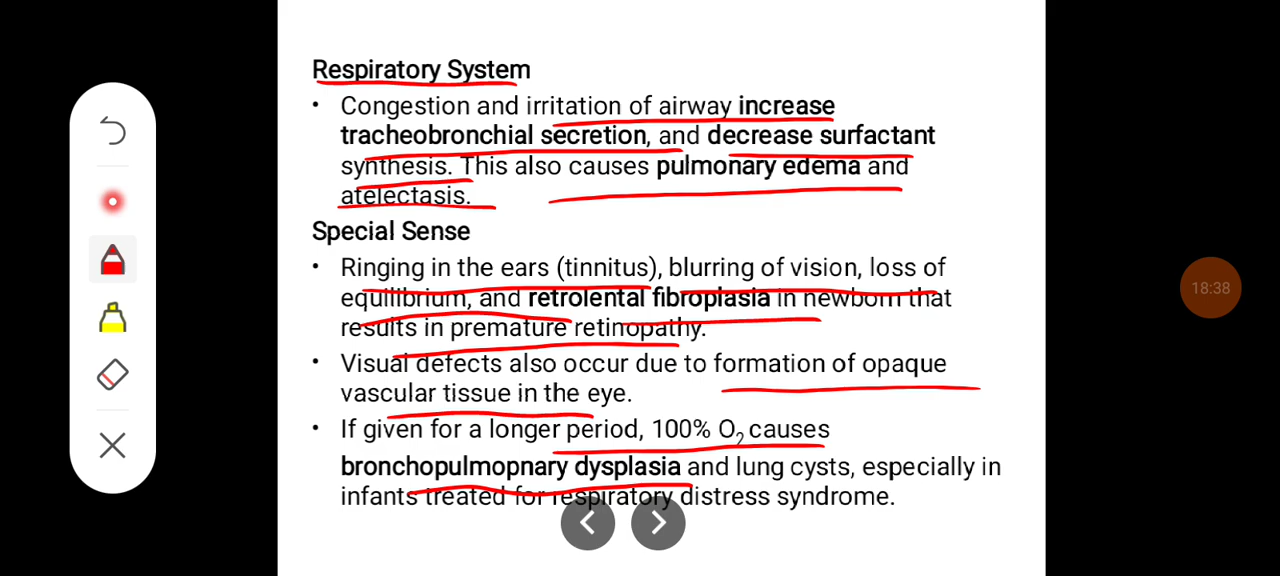 Respiratory System
• Congestion and irritation of airway increase
tracheobronchial secretion, and decrease surfactant
synthesis. This also causes pulmonary edema and
atelectasis.
Special Sense
• Ringing in the ears (tinnitus), blurring of vision, loss of
equilibrium, and retrolental fibroplasia in newborn that
results in premature retinopathy.
• Visual defects also occur due to formation of opaque
vascular tissue in the eye.
• If given for a longer period, 100% O₂ causes
bronchopulmopnary dysplasia and lung cysts, especially in
infants treated for respiratory distress syndrome.
18:38